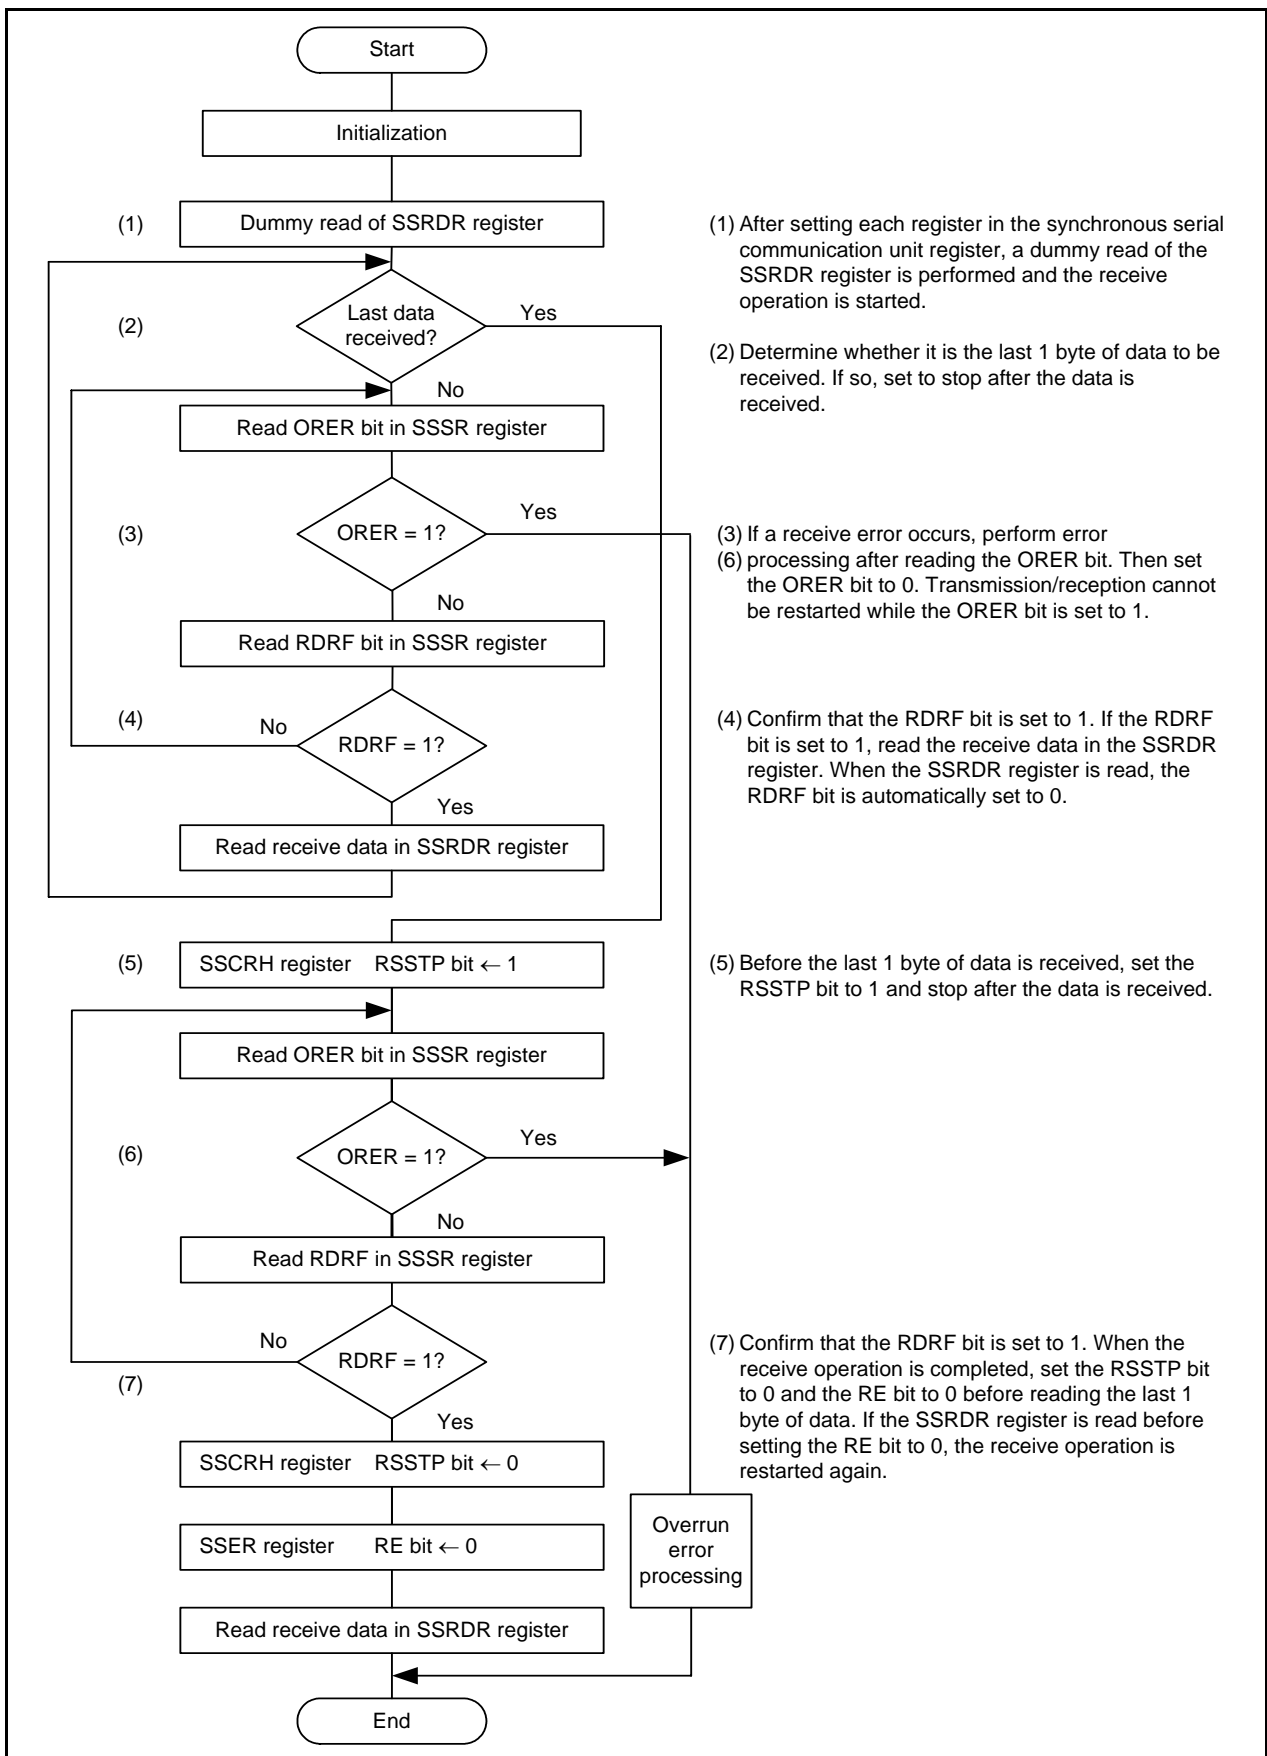 Start
Initialization
(1)
Dummy read of SSRDR register
(1) After setting each register in the synchronous serial
communication unit register, a dummy read of the
SSRDR register is performed and the receive
operation is started.
(2)
Last data
received?
Yes
No
(2) Determine whether it is the last 1 byte of data to be
received. If so, set to stop after the data is
received.
Read ORER bit in SSSR register
(3)
ORER = 1?
Yes
No
(3) If a receive error occurs, perform error
(6) processing after reading the ORER bit. Then set
the ORER bit to 0. Transmission/reception cannot
be restarted while the ORER bit is set to 1.
Read RDRF bit in SSSR register
(4)
No
RDRF = 1?
Yes
(4) Confirm that the RDRF bit is set to 1. If the RDRF
bit is set to 1, read the receive data in the SSRDR
register. When the SSRDR register is read, the
RDRF bit is automatically set to 0.
Read receive data in SSRDR register
(5)
SSCRH register RSSTP bit ← 1
(5) Before the last 1 byte of data is received, set the
RSSTP bit to 1 and stop after the data is received.
Read ORER bit in SSSR register
(6)
ORER = 1?
Yes
No
Read RDRF in SSSR register
No
RDRF = 1?
(7)
Yes
(7) Confirm that the RDRF bit is set to 1. When the
receive operation is completed, set the RSSTP bit
to 0 and the RE bit to 0 before reading the last 1
byte of data. If the SSRDR register is read before
setting the RE bit to 0, the receive operation is
restarted again.
SSCRH register RSSTP bit ← 0
SSER register RE bit ← 0
Overrun
error
processing
Read receive data in SSRDR register
End